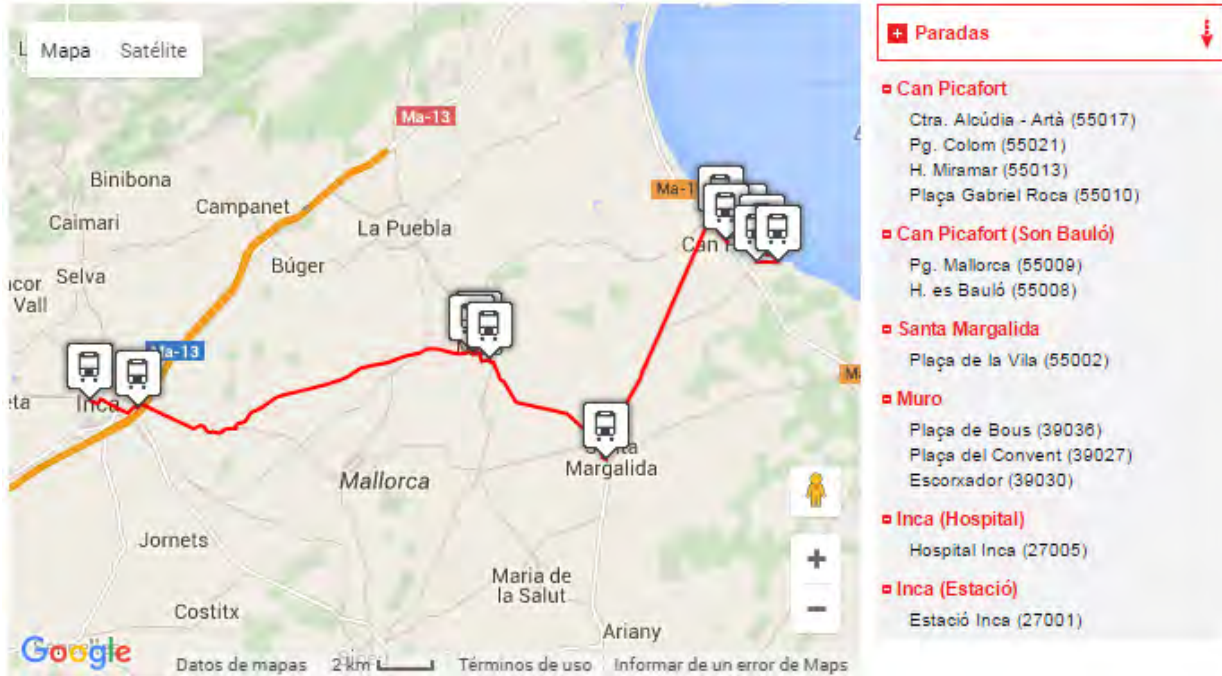 Mapa Satélite
Ma-13
Binibona
Campanet
Caimari
La Puebla
Ma-1
Can
Búger
Selva
Vall
Ma-13
Inca
Margalida
Mallorca
Jornets
Maria de
la Salut
Costitx
Ariany
Google
Datos de mapas 2 km Términos de uso Informar de un error de Maps
Paradas
Can Picafort
Ctra. Alcúdia - Artà (55017)
Pg. Colom (55021)
H. Miramar (55013)
Plaça Gabriel Roca (55010)
Can Picafort (Son Bauló)
Pg. Mallorca (55009)
H. es Bauló (55008)
Santa Margalida
Plaça de la Vila (55002)
Muro
Plaça de Bous (39036)
Plaça del Convent (39027)
Escorxador (39030)
Inca (Hospital)
Hospital Inca (27005)
Inca (Estació)
Estació Inca (27001)